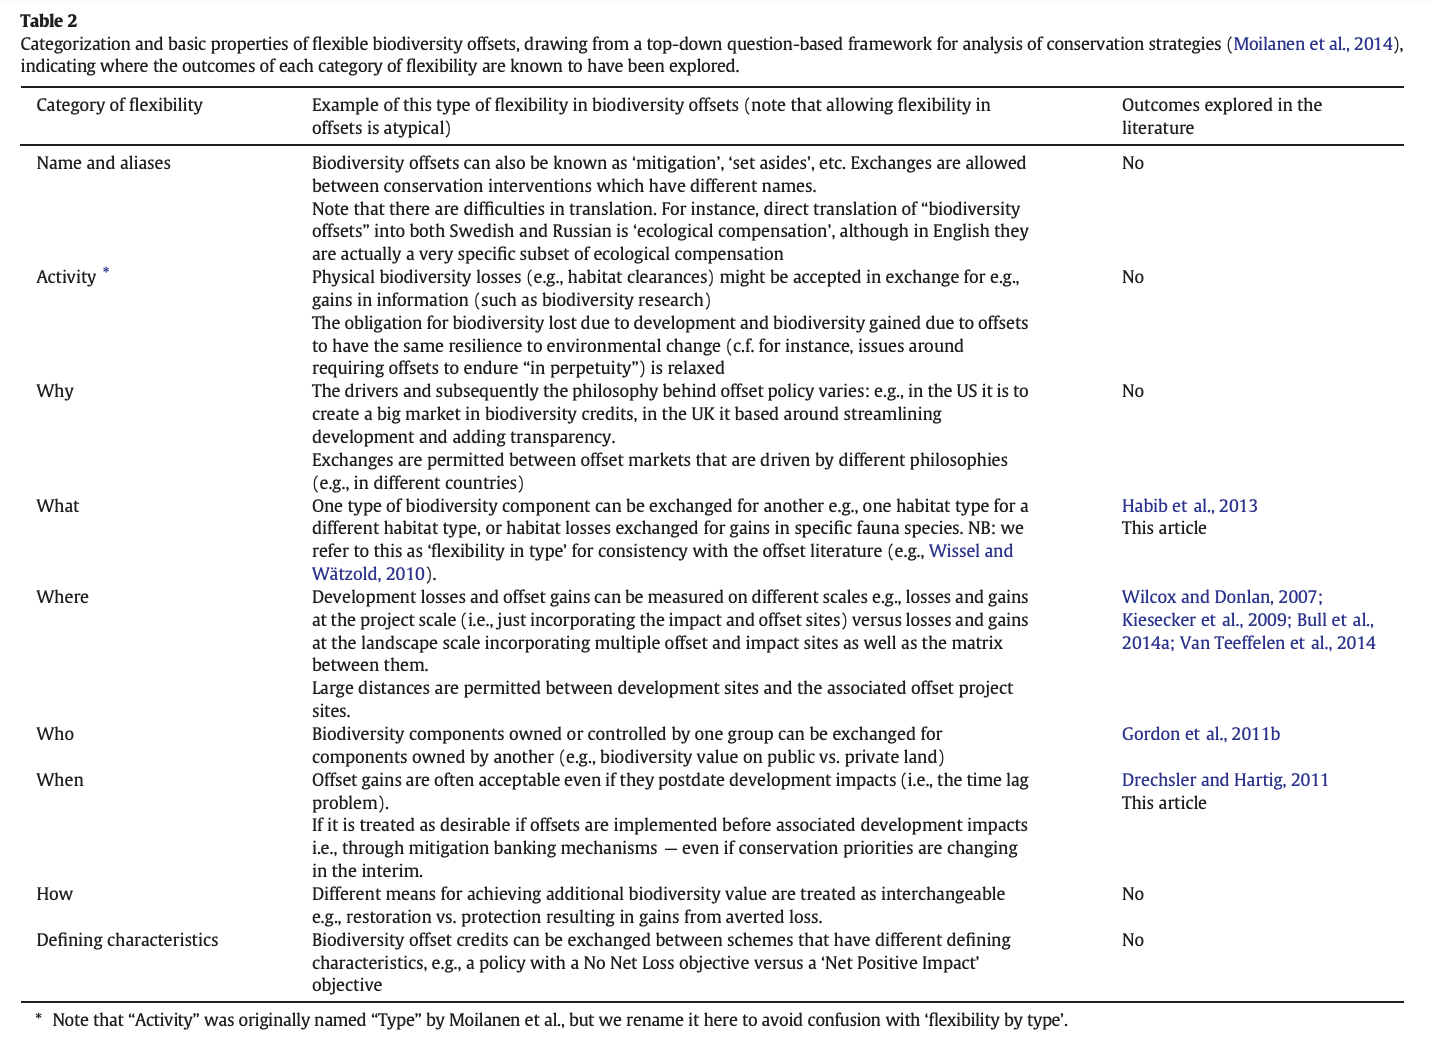 Table 2
Categorization and basic properties of flexible biodiversity offsets, drawing from a top-down question-based framework for analysis of conservation strategies (Moilanen et al., 2014),
indicating where the outcomes of each category of flexibility are known to have been explored.
Category of flexibility
Example of this type of flexibility in biodiversity offsets (note that allowing flexibility in
offsets is atypical)
Outcomes explored in the
literature
Name and aliases
Biodiversity offsets can also be known as ‘mitigation’, ‘set asides’, etc. Exchanges are allowed
between conservation interventions which have different names.
Note that there are difficulties in translation. For instance, direct translation of “biodiversity
offsets” into both Swedish and Russian is ‘ecological compensation’, although in English they
are actually a very specific subset of ecological compensation
No
Activity *
Physical biodiversity losses (e.g., habitat clearances) might be accepted in exchange for e.g.,
gains in information (such as biodiversity research)
The obligation for biodiversity lost due to development and biodiversity gained due to offsets
to have the same resilience to environmental change (c.f. for instance, issues around
requiring offsets to endure “in perpetuity”) is relaxed
No
Why
The drivers and subsequently the philosophy behind offset policy varies: e.g., in the US it is to
create a big market in biodiversity credits, in the UK it based around streamlining
development and adding transparency.
Exchanges are permitted between offset markets that are driven by different philosophies
(e.g., in different countries)
No
What
One type of biodiversity component can be exchanged for another e.g., one habitat type for a
different habitat type, or habitat losses exchanged for gains in specific fauna species. NB: we
refer to this as ‘flexibility in type’ for consistency with the offset literature (e.g., Wissel and
Wätzold, 2010).
Habib et al., 2013
This article
Where
Development losses and offset gains can be measured on different scales e.g., losses and gains
at the project scale (i.e., just incorporating the impact and offset sites) versus losses and gains
at the landscape scale incorporating multiple offset and impact sites as well as the matrix
between them.
Large distances are permitted between development sites and the associated offset project
sites.
Wilcox and Donlan, 2007;
Kiesecker et al., 2009; Bull et al.,
2014a; Van Teeffelen et al., 2014
Who
Biodiversity components owned or controlled by one group can be exchanged for
components owned by another (e.g., biodiversity value on public vs. private land)
Gordon et al., 2011b
When
Offset gains are often acceptable even if they postdate development impacts (i.e., the time lag
problem).
If it is treated as desirable if offsets are implemented before associated development impacts
i.e., through mitigation banking mechanisms — even if conservation priorities are changing
in the interim.
Drechsler and Hartig, 2011
This article
How
Different means for achieving additional biodiversity value are treated as interchangeable
e.g., restoration vs. protection resulting in gains from averted loss.
No
Defining characteristics
Biodiversity offset credits can be exchanged between schemes that have different defining
characteristics, e.g., a policy with a No Net Loss objective versus a ‘Net Positive Impact’
objective
No
* Note that “Activity” was originally named “Type” by Moilanen et al., but we rename it here to avoid confusion with ‘flexibility by type’.